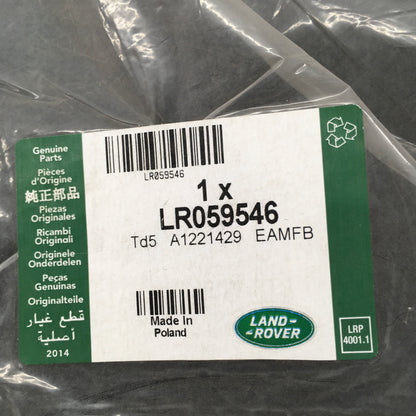 Genuine
Parts
Pièces
d'Origine
純正部品
Piezas
Originales
Ricambi
Originali
Originele
Onderdelen
Peças
Genuinas
Originalteile
قطع غيار
أصلية
2014
LR059546
1 x
LR059546
Td5 A1221429 EAMFB
Made In
Poland
LAND-
ROVER
LRP
4001.1